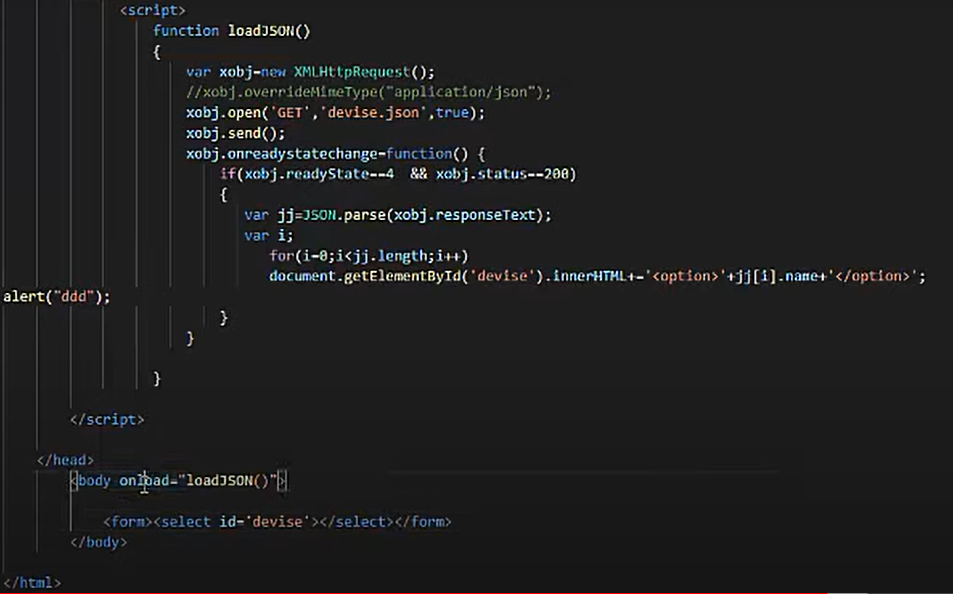 <script>
function loadJSON()
{
var xobj=new XMLHttpRequest();
//xobj.overrideMimeType("application/json");
xobj.open('GET','devise.json',true);
xobj.send();
xobj.onreadystatechange=function() {
if(xobj.readyState==4  && xobj.status==200)
{
var jj=JSON.parse(xobj.responseText);
var i;
for(i=0;i<jj.length;i++)
document.getElementById('devise').innerHTML+='<option>'+jj[i].name+'</option>';
alert("ddd");
}
}
}
</script>
</head>
<body onload="loadJSON()">
<form><select id='devise'></select></form>
</body>
</html>